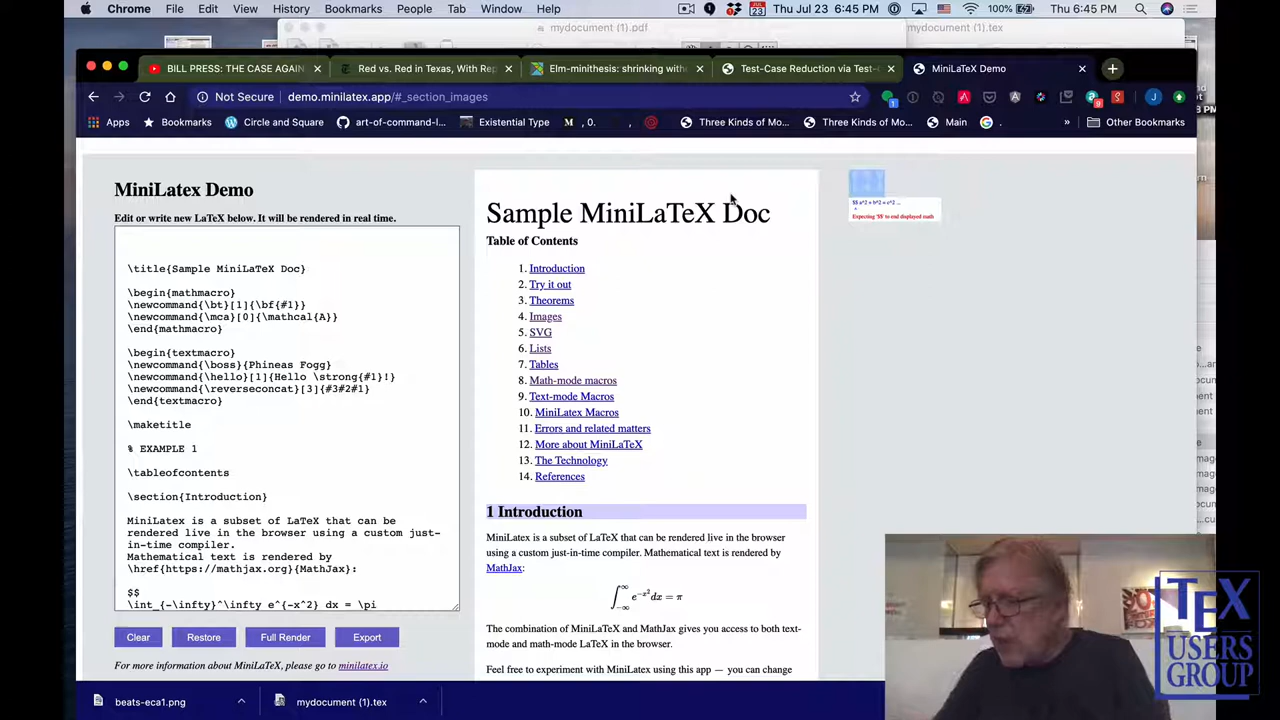 Chrome File Edit View History Bookmarks People Tab Window Help
JUL 23
Thu Jul 23 6:45 PM
100%
Thu 6:45 PM
mydocument (1).pdf
mydocument (1).tex
BILL PRESS: THE CASE AGAIN
Red vs. Red in Texas, With Rep
Elm-minithesis: shrinking with
Test-Case Reduction via Test-C
MiniLaTeX Demo
Not Secure demo.minilatex.app/#_section_images
Apps Bookmarks Circle and Square art-of-command-l... Existential Type M , 0. , Three Kinds of Mo... Three Kinds of Mo... Main . » Other Bookmarks
MiniLatex Demo
Edit or write new LaTeX below. It will be rendered in real time.
\title{Sample MiniLaTeX Doc}
\begin{mathmacro}
\newcommand{\bt}[1]{\bf{#1}}
\newcommand{\mca}[0]{\mathcal{A}}
\end{mathmacro}
\begin{textmacro}
\newcommand{\boss}{Phineas Fogg}
\newcommand{\hello}[1]{Hello \strong{#1}!}
\newcommand{\reverseconcat}[3]{#3#2#1}
\end{textmacro}
\maketitle
% EXAMPLE 1
\tableofcontents
\section{Introduction}
MiniLatex is a subset of LaTeX that can be
rendered live in the browser using a custom just-
in-time compiler.
Mathematical text is rendered by
\href{https://mathjax.org}{MathJax}:
$$
\int_{-\infty}^\infty e^{-x^2} dx = \pi
Clear Restore Full Render Export
For more information about MiniLaTeX, please go to minilatex.io
Sample MiniLaTeX Doc
Table of Contents
1. Introduction
2. Try it out
3. Theorems
4. Images
5. SVG
6. Lists
7. Tables
8. Math-mode macros
9. Text-mode Macros
10. MiniLatex Macros
11. Errors and related matters
12. More about MiniLaTeX
13. The Technology
14. References
1 Introduction
MiniLatex is a subset of LaTeX that can be rendered live in the browser
using a custom just-in-time compiler. Mathematical text is rendered by
MathJax:
∫_{-∞}^{∞} e^{-x^2} dx = π
The combination of MiniLaTeX and MathJax gives you access to both text-
mode and math-mode LaTeX in the browser.
Feel free to experiment with MiniLatex using this app — you can change
$$ a^2 + b^2 = c^2 ...
^
Expecting '$$' to end displayed math
beats-eca1.png
mydocument (1).tex
TEX
USERS
GROUP